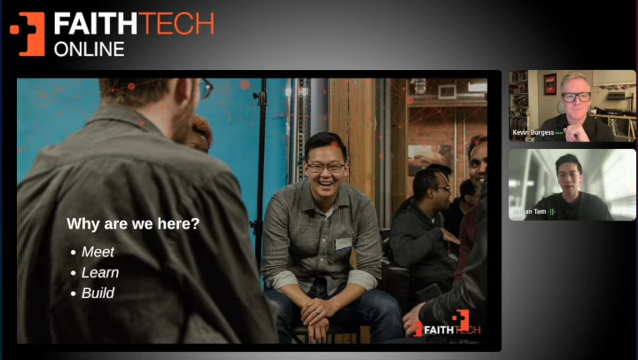 FAITHTECH
ONLINE
Why are we here?
• Meet
• Learn
• Build
FAITHTECH
Kevin Burgess
Tam